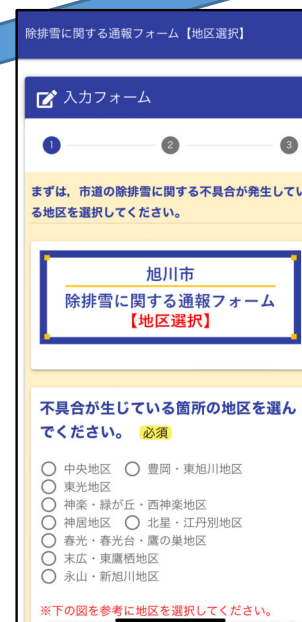 除排雪に関する通報フォーム【地区選択】
入力フォーム
1 2 3
まずは，市道の除排雪に関する不具合が発生してい
る地区を選択してください。
旭川市
除排雪に関する通報フォーム
【地区選択】
不具合が生じている箇所の地区を選ん
でください。 必須
中央地区 豊岡・東旭川地区
東光地区
神楽・緑が丘・西神楽地区
神居地区 北星・江丹別地区
春光・春光台・鷹の巣地区
末広・東鷹栖地区
永山・新旭川地区
※下の図を参考に地区を選択してください。